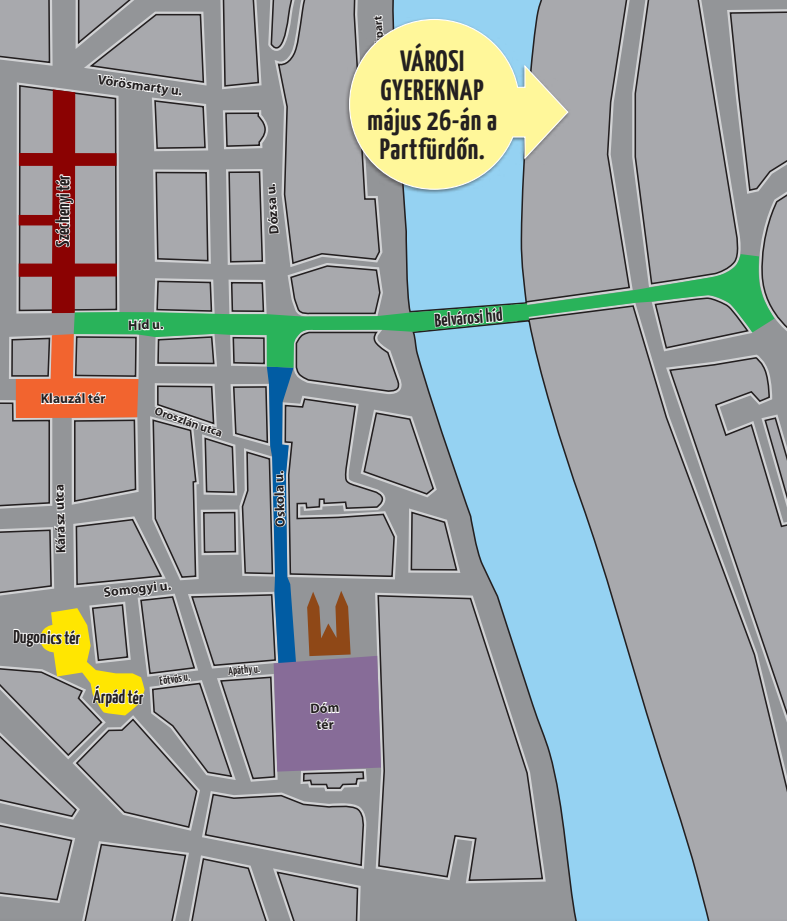 part
VÁROSI
GYEREKNAP
május 26-án a
Partfürdőn.
Vörösmarty u.
Széchenyi tér
Dózsa u.
Híd u.
Belvárosi híd
Klauzál tér
Oroszlán utca
Oskola u.
Kárász utca
Somogyi u.
Dugonics tér
Árpád tér
Eötvös u.
Apáthy u.
Dóm
tér